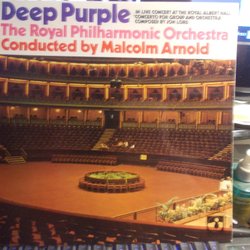 Deep Purple
IN LIVE CONCERT AT THE ROYAL ALBERT HALL
CONCERTO FOR GROUP AND ORCHESTRA
COMPOSED BY JON LORD
The Royal Philharmonic Orchestra
Conducted by Malcolm Arnold